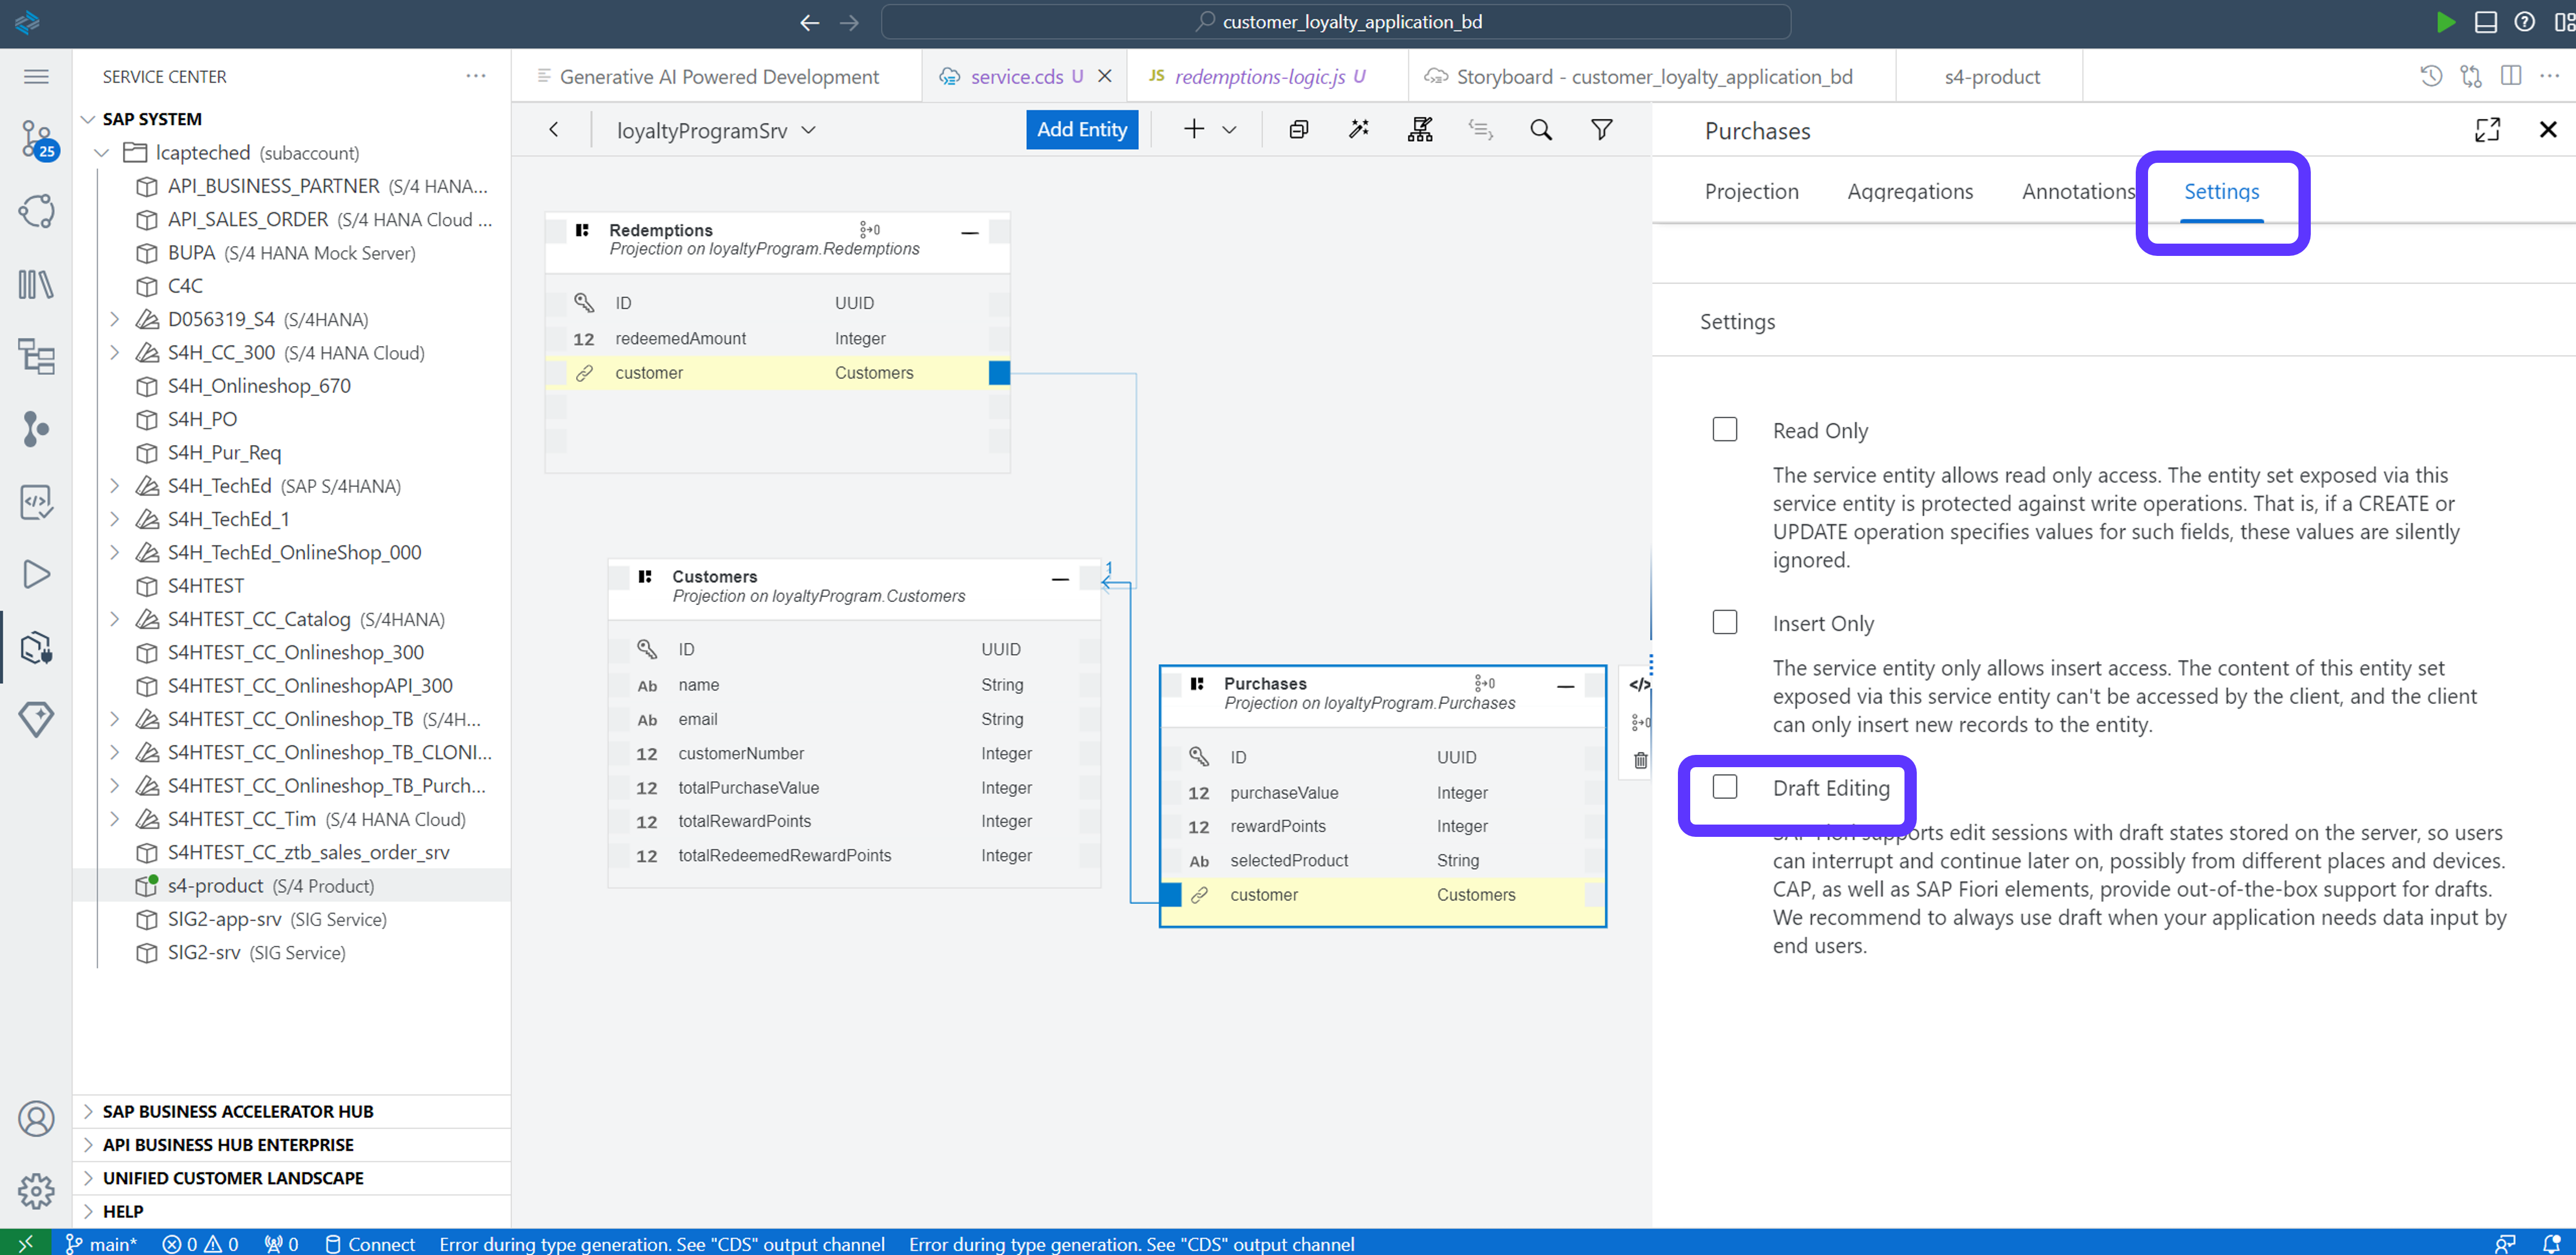 customer_loyalty_application_bd
SERVICE CENTER
SAP SYSTEM
lcapteched (subaccount)
API_BUSINESS_PARTNER (S/4 HANA...
API_SALES_ORDER (S/4 HANA Cloud ...
BUPA (S/4 HANA Mock Server)
C4C
D056319_S4 (S/4HANA)
S4H_CC_300 (S/4 HANA Cloud)
S4H_Onlineshop_670
S4H_PO
S4H_Pur_Req
S4H_TechEd (SAP S/4HANA)
S4H_TechEd_1
S4H_TechEd_OnlineShop_000
S4HTEST
S4HTEST_CC_Catalog (S/4HANA)
S4HTEST_CC_Onlineshop_300
S4HTEST_CC_OnlineshopAPI_300
S4HTEST_CC_Onlineshop_TB (S/4H...
S4HTEST_CC_Onlineshop_TB_CLONI...
S4HTEST_CC_Onlineshop_TB_Purch...
S4HTEST_CC_Tim (S/4 HANA Cloud)
S4HTEST_CC_ztb_sales_order_srv
s4-product (S/4 Product)
SIG2-app-srv (SIG Service)
SIG2-srv (SIG Service)
SAP BUSINESS ACCELERATOR HUB
API BUSINESS HUB ENTERPRISE
UNIFIED CUSTOMER LANDSCAPE
HELP
25
Generative AI Powered Development
service.cds U
JS redemptions-logic.js U
Storyboard - customer_loyalty_application_bd
s4-product
loyaltyProgramSrv
Add Entity
Redemptions 0
Projection on loyaltyProgram.Redemptions
ID UUID
12 redeemedAmount Integer
customer Customers
1
Customers
Projection on loyaltyProgram.Customers
ID UUID
Ab name String
Ab email String
12 customerNumber Integer
12 totalPurchaseValue Integer
12 totalRewardPoints Integer
12 totalRedeemedRewardPoints Integer
Purchases 0
Projection on loyaltyProgram.Purchases
ID UUID
12 purchaseValue Integer
12 rewardPoints Integer
Ab selectedProduct String
customer Customers
Purchases
Projection Aggregations Annotations Settings
Settings
Read Only
The service entity allows read only access. The entity set exposed via this
service entity is protected against write operations. That is, if a CREATE or
UPDATE operation specifies values for such fields, these values are silently
ignored.
Insert Only
The service entity only allows insert access. The content of this entity set
exposed via this service entity can't be accessed by the client, and the client
can only insert new records to the entity.
Draft Editing
SAP Fiori supports edit sessions with draft states stored on the server, so users
can interrupt and continue later on, possibly from different places and devices.
CAP, as well as SAP Fiori elements, provide out-of-the-box support for drafts.
We recommend to always use draft when your application needs data input by
end users.
main* 0 0 0 Connect Error during type generation. See "CDS" output channel Error during type generation. See "CDS" output channel